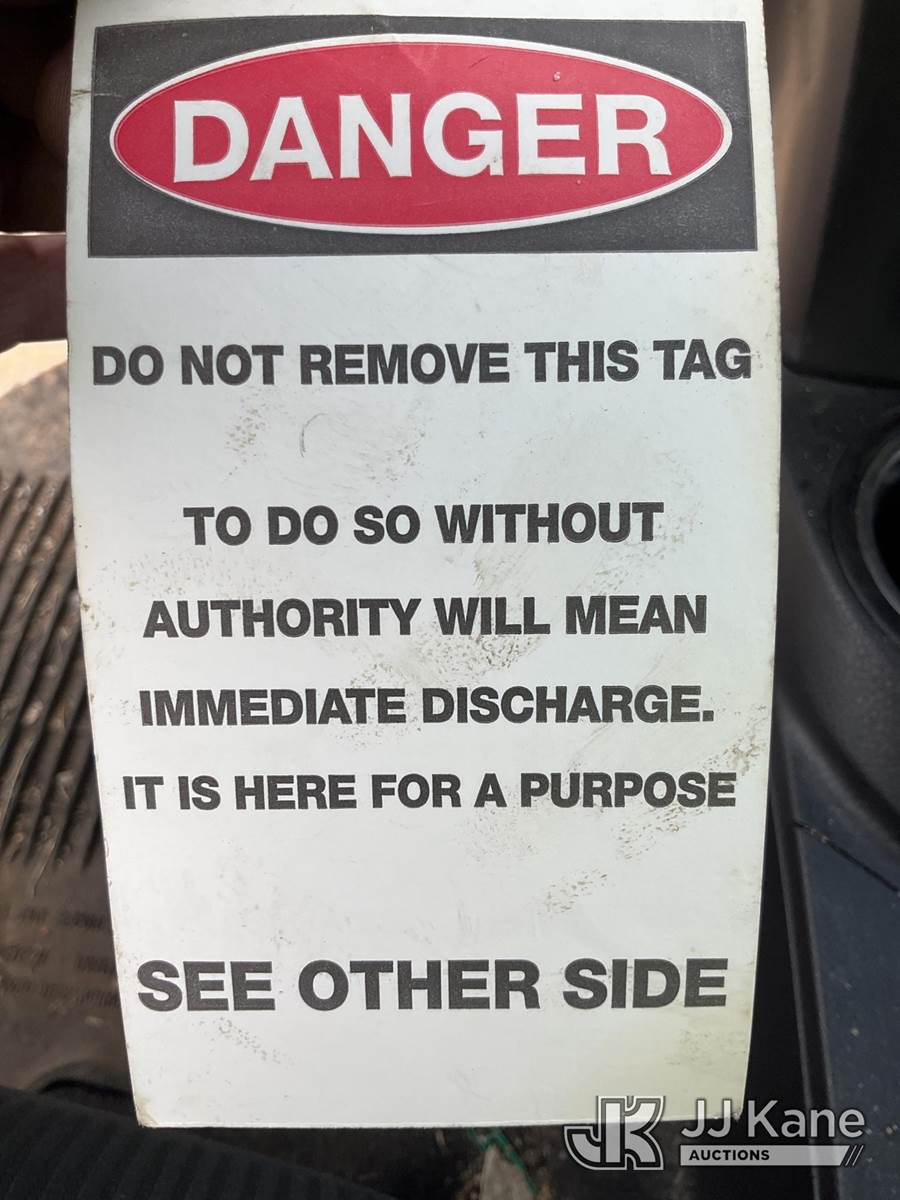 DANGER
DO NOT REMOVE THIS TAG
TO DO SO WITHOUT
AUTHORITY WILL MEAN
IMMEDIATE DISCHARGE.
IT IS HERE FOR A PURPOSE
SEE OTHER SIDE
JK JJ Kane
AUCTIONS